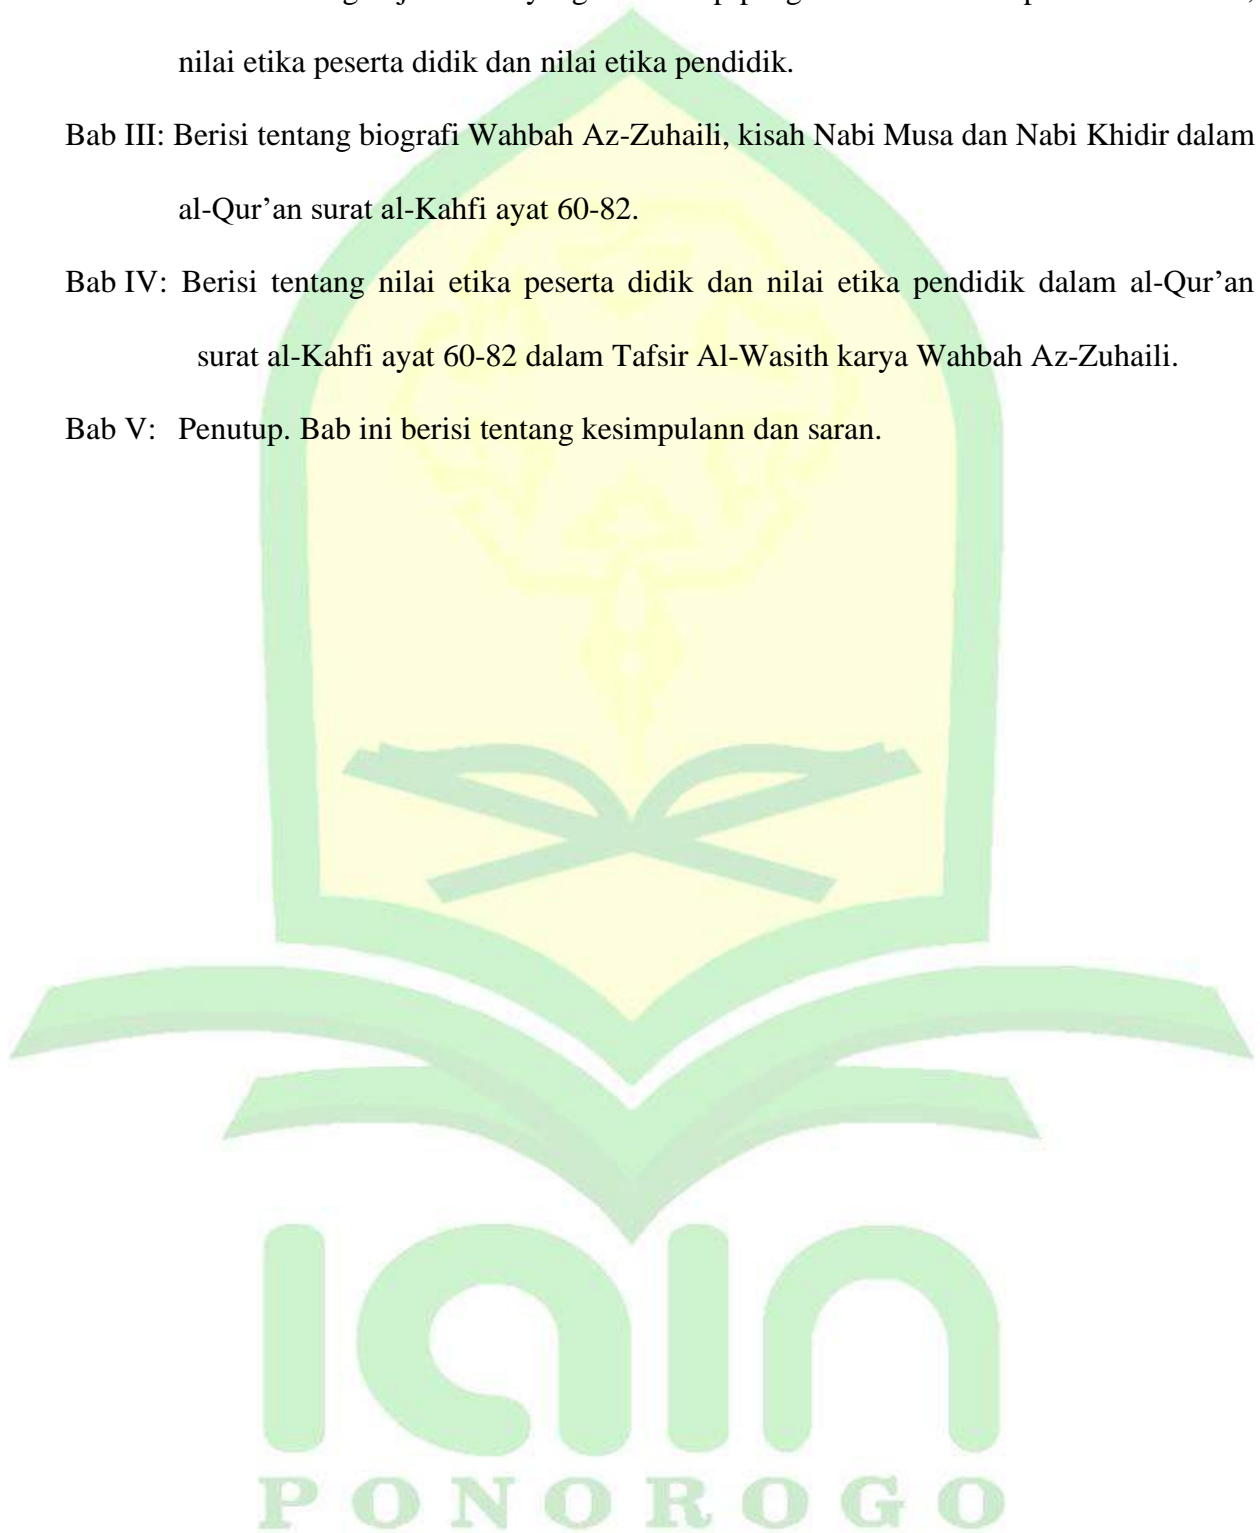 nilai etika peserta didik dan nilai etika pendidik.
Bab III: Berisi tentang biografi Wahbah Az-Zuhaili, kisah Nabi Musa dan Nabi Khidir dalam
al-Qur’an surat al-Kahfi ayat 60-82.
Bab IV: Berisi tentang nilai etika peserta didik dan nilai etika pendidik dalam al-Qur’an
surat al-Kahfi ayat 60-82 dalam Tafsir Al-Wasith karya Wahbah Az-Zuhaili.
Bab V: Penutup. Bab ini berisi tentang kesimpulann dan saran.
iain
PONOROGO